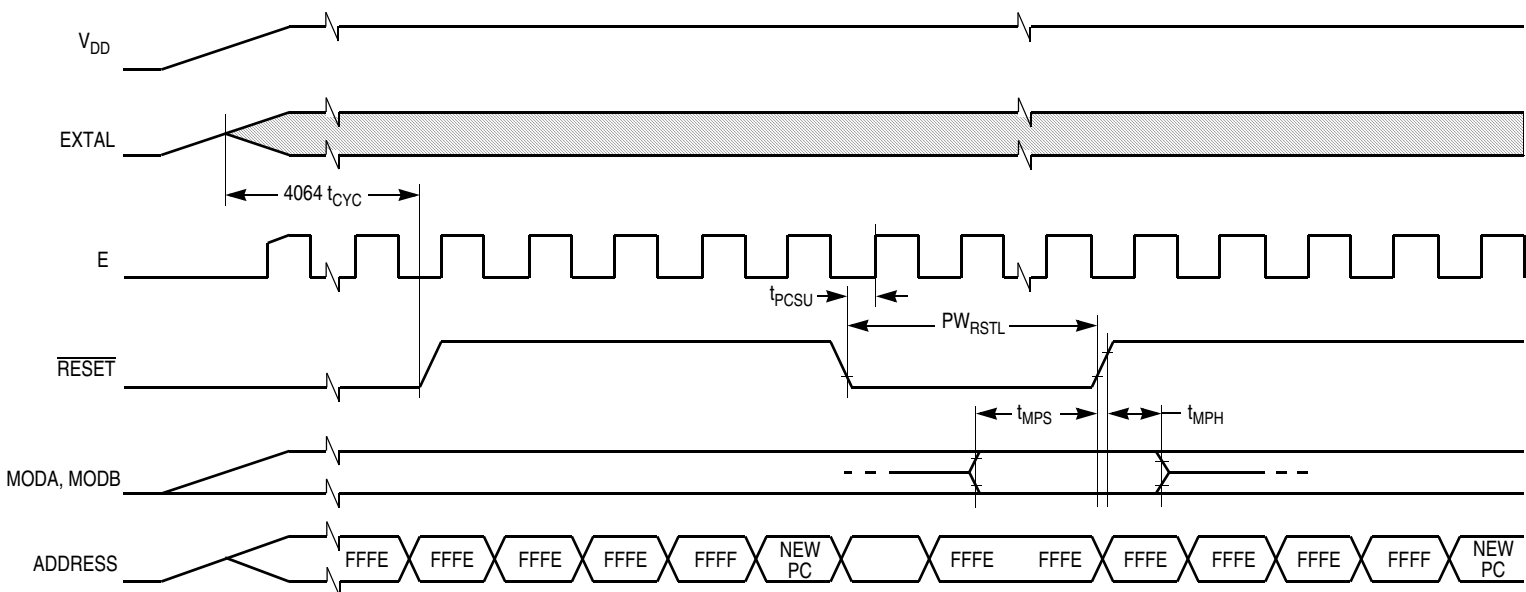 VDD
EXTAL
4064 tCYC
E
tPCSU
PWRSTL
RESET
tMPS
tMPH
MODA, MODB
ADDRESS
FFFE FFFE FFFE FFFE FFFF NEW PC FFFE FFFE FFFE FFFE FFFE FFFF NEW PC